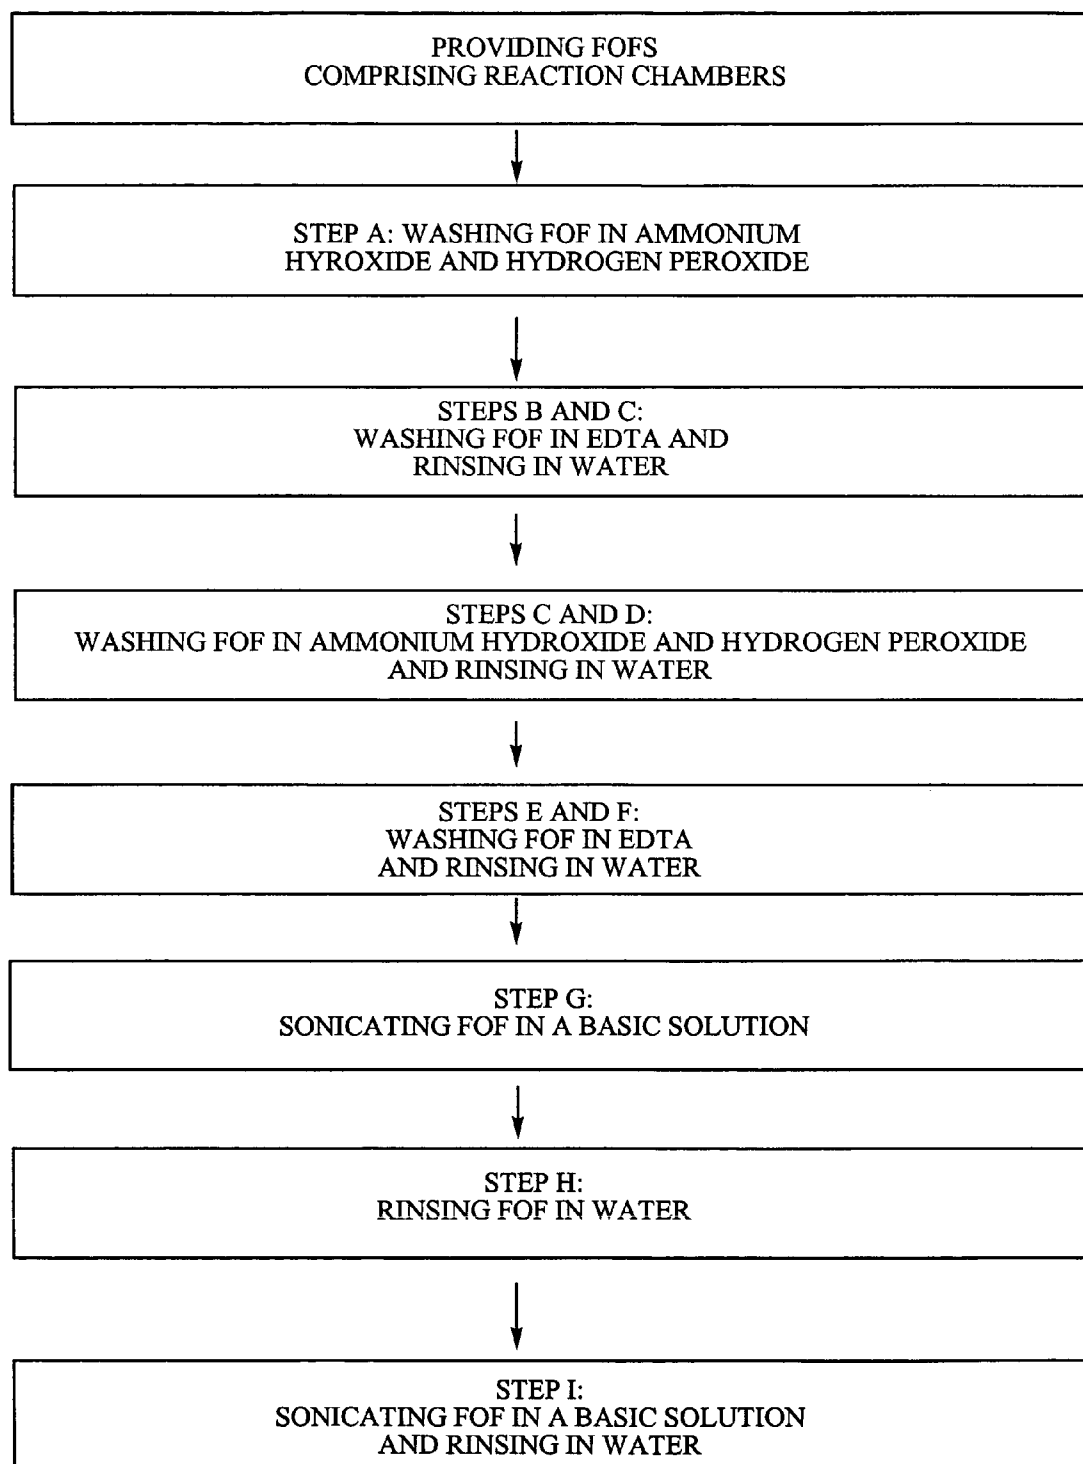 PROVIDING FOFS
COMPRISING REACTION CHAMBERS
STEP A: WASHING FOF IN AMMONIUM
HYROXIDE AND HYDROGEN PEROXIDE
STEPS B AND C:
WASHING FOF IN EDTA AND
RINSING IN WATER
STEPS C AND D:
WASHING FOF IN AMMONIUM HYDROXIDE AND HYDROGEN PEROXIDE
AND RINSING IN WATER
STEPS E AND F:
WASHING FOF IN EDTA
AND RINSING IN WATER
STEP G:
SONICATING FOF IN A BASIC SOLUTION
STEP H:
RINSING FOF IN WATER
STEP I:
SONICATING FOF IN A BASIC SOLUTION
AND RINSING IN WATER